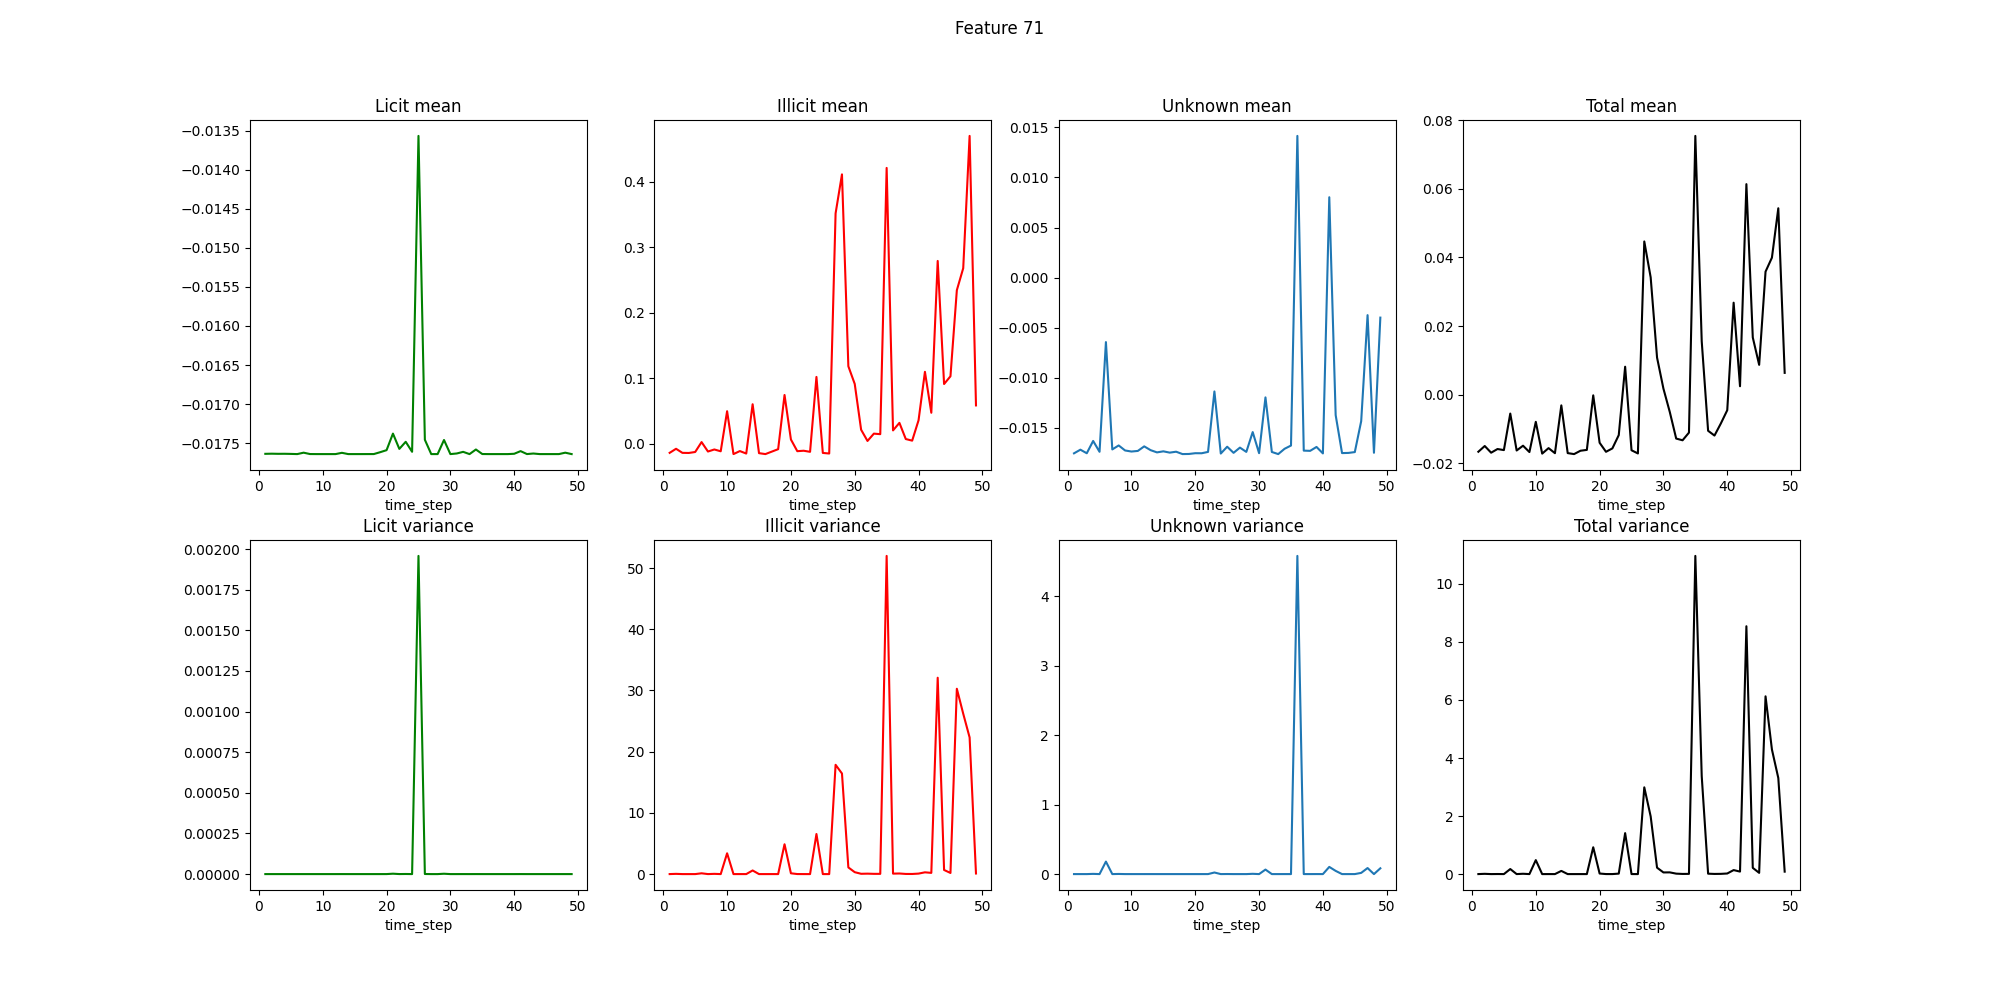 Feature 71
Licit mean
Illicit mean
Unknown mean
Total mean
−0.0135
−0.0140
−0.0145
−0.0150
−0.0155
−0.0160
−0.0165
−0.0170
−0.0175
0 10 20 30 40 50
time_step
0.4
0.3
0.2
0.1
0.0
0 10 20 30 40 50
time_step
0.015
0.010
0.005
0.000
−0.005
−0.010
−0.015
0 10 20 30 40 50
time_step
0.08
0.06
0.04
0.02
0.00
−0.02
0 10 20 30 40 50
time_step
Licit variance
Illicit variance
Unknown variance
Total variance
0.00200
0.00175
0.00150
0.00125
0.00100
0.00075
0.00050
0.00025
0.00000
0 10 20 30 40 50
time_step
50
40
30
20
10
0
0 10 20 30 40 50
time_step
4
3
2
1
0
0 10 20 30 40 50
time_step
10
8
6
4
2
0
0 10 20 30 40 50
time_step